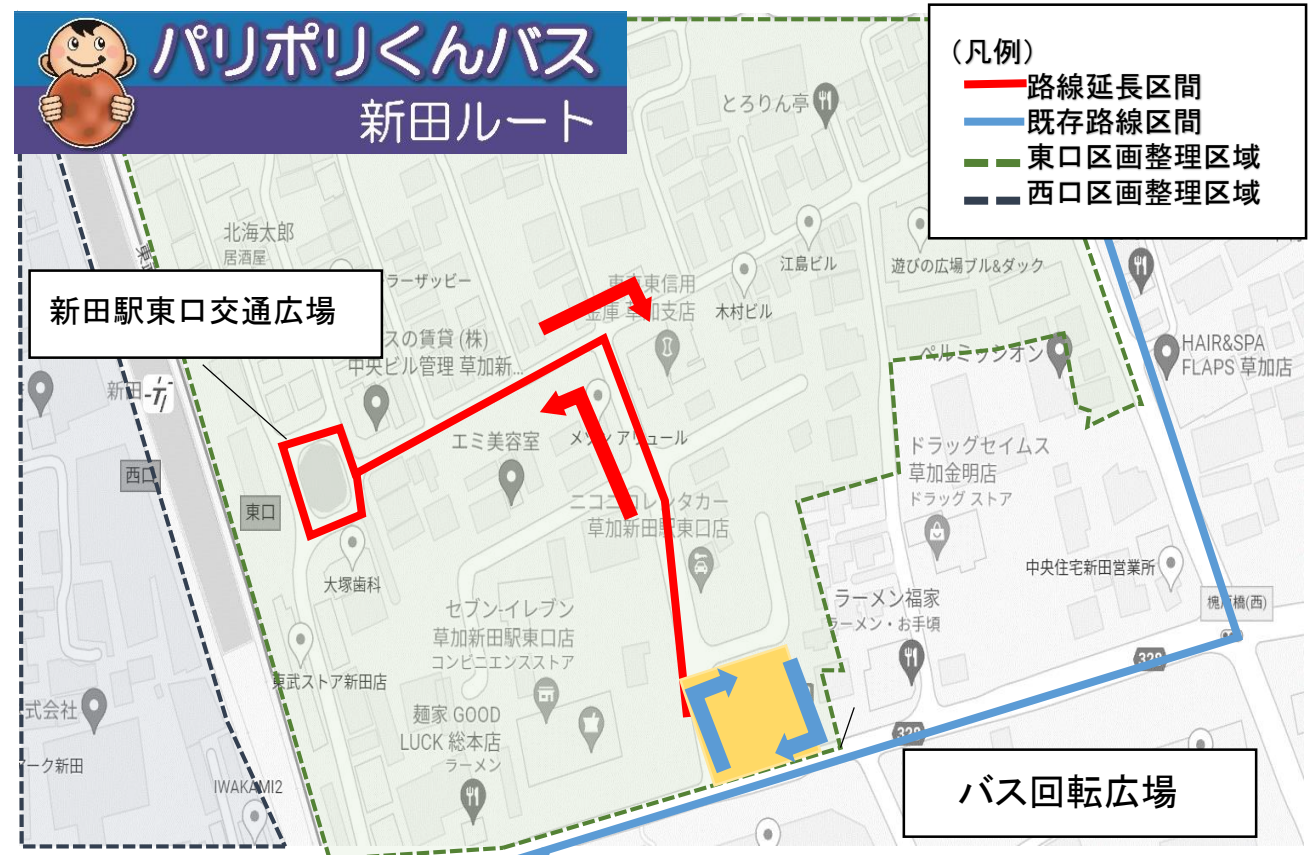 パリポリくんバス
新田ルート
(凡例)
路線延長区間
既存路線区間
東口区画整理区域
西口区画整理区域
とろりん亭
北海太郎
居酒屋
江島ビル
遊びの広場ブル&ダック
新田駅東口交通広場
ラーザッピー
木村ビル
スの賃貸 (株)
中央ビル管理 草加新...
HAIR&SPA
FLAPS 草加店
ペルミッシオン
新田
エミ美容室
メゾンアリュール
ドラッグセイムス
草加金明店
ドラッグ ストア
西口
東口
ニコニコレンタカー
草加新田駅東口店
大塚歯科
中央住宅新田営業所
セブン-イレブン
草加新田駅東口店
コンビニエンスストア
ラーメン福家
ラーメン・お手頃
328
東武ストア新田店
麺家 GOOD
LUCK 総本店
ラーメン
式会社
328
ーク新田
IWAKAMI2
バス回転広場